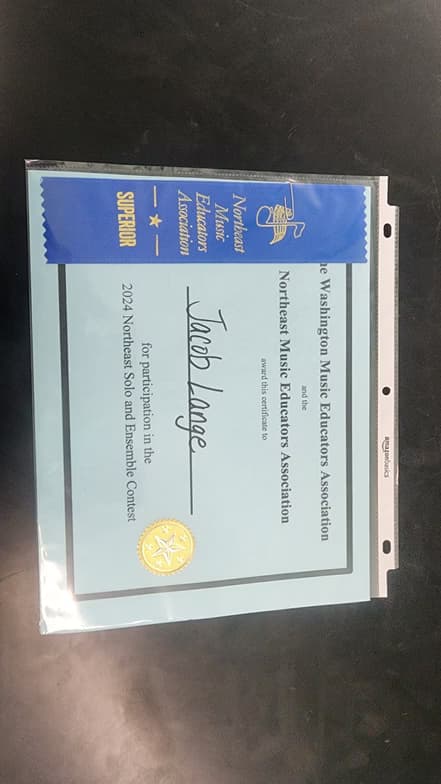 he Washington Music Educators Association
and the
Northeast Music Educators Association
award this certificate to
Jacob Lange
for participation in the
2024 Northeast Solo and Ensemble Contest
Northeast
Music
Educators
Association
SUPERIOR
amazonbasics